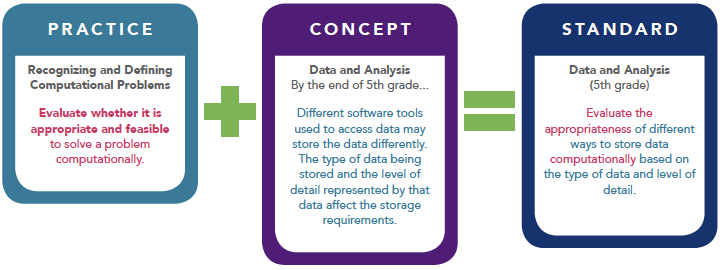 PRACTICE
Recognizing and Defining
Computational Problems
Evaluate whether it is
appropriate and feasible
to solve a problem
computationally.
CONCEPT
Data and Analysis
By the end of 5th grade...
Different software tools
used to access data may
store the data differently.
The type of data being
stored and the level of
detail represented by that
data affect the storage
requirements.
STANDARD
Data and Analysis
(5th grade)
Evaluate the
appropriateness of different
ways to store data
computationally based on
the type of data and level of
detail.